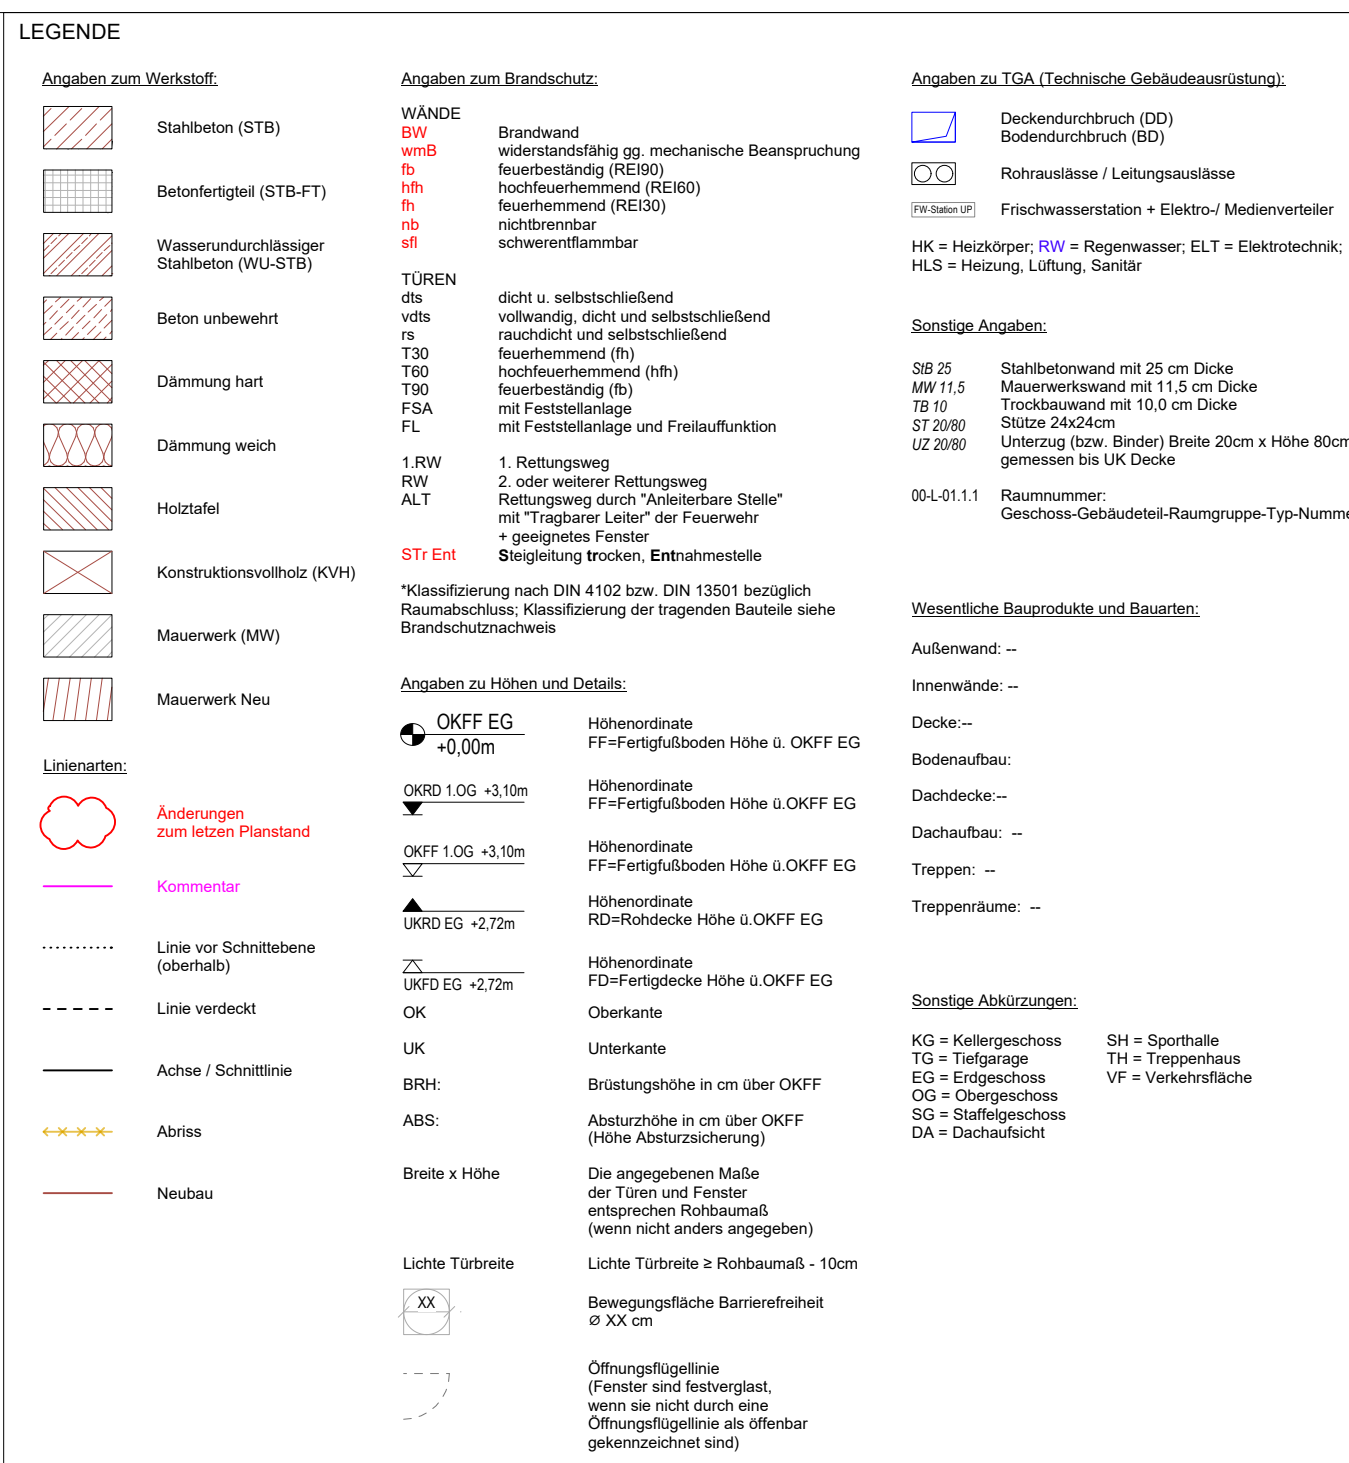 LEGENDE
Angaben zum Werkstoff:
Stahlbeton (STB)
Betonfertigteil (STB-FT)
Wasserundurchlässiger
Stahlbeton (WU-STB)
Beton unbewehrt
Dämmung hart
Dämmung weich
Holztafel
Konstruktionsvollholz (KVH)
Mauerwerk (MW)
Mauerwerk Neu
Linienarten:
Änderungen
zum letzen Planstand
Kommentar
Linie vor Schnittebene
(oberhalb)
Linie verdeckt
Achse / Schnittlinie
Abriss
Neubau
Angaben zum Brandschutz:
WÄNDE
BW Brandwand
wmB widerstandsfähig gg. mechanische Beanspruchung
fb feuerbeständig (REI90)
hfh hochfeuerhemmend (REI60)
fh feuerhemmend (REI30)
nb nichtbrennbar
sfl schwerentflammbar
TÜREN
dts dicht u. selbstschließend
vdts vollwandig, dicht und selbstschließend
rs rauchdicht und selbstschließend
T30 feuerhemmend (fh)
T60 hochfeuerhemmend (hfh)
T90 feuerbeständig (fb)
FSA mit Feststellanlage
FL mit Feststellanlage und Freilauffunktion
1.RW 1. Rettungsweg
RW 2. oder weiterer Rettungsweg
ALT Rettungsweg durch "Anleiterbare Stelle"
mit "Tragbarer Leiter" der Feuerwehr
+ geeignetes Fenster
STr Ent Steigleitung trocken, Entnahmestelle
*Klassifizierung nach DIN 4102 bzw. DIN 13501 bezüglich
Raumabschluss; Klassifizierung der tragenden Bauteile siehe
Brandschutznachweis
Angaben zu Höhen und Details:
OKFF EG
+0,00m
Höhenordinate
FF=Fertigfußboden Höhe ü. OKFF EG
OKRD 1.OG +3,10m
Höhenordinate
FF=Fertigfußboden Höhe ü.OKFF EG
OKFF 1.OG +3,10m
Höhenordinate
FF=Fertigfußboden Höhe ü.OKFF EG
UKRD EG +2,72m
Höhenordinate
RD=Rohdecke Höhe ü.OKFF EG
UKFD EG +2,72m
Höhenordinate
FD=Fertigdecke Höhe ü.OKFF EG
OK Oberkante
UK Unterkante
BRH: Brüstungshöhe in cm über OKFF
ABS: Absturzhöhe in cm über OKFF
(Höhe Absturzsicherung)
Breite x Höhe Die angegebenen Maße
der Türen und Fenster
entsprechen Rohbaumaß
(wenn nicht anders angegeben)
Lichte Türbreite Lichte Türbreite ≥ Rohbaumaß - 10cm
XX Bewegungsfläche Barrierefreiheit
Ø XX cm
Öffnungsflügellinie
(Fenster sind festverglast,
wenn sie nicht durch eine
Öffnungsflügellinie als öffenbar
gekennzeichnet sind)
Angaben zu TGA (Technische Gebäudeausrüstung):
Deckendurchbruch (DD)
Bodendurchbruch (BD)
Rohrauslässe / Leitungsauslässe
FW-Station UP Frischwasserstation + Elektro-/ Medienverteiler
HK = Heizkörper; RW = Regenwasser; ELT = Elektrotechnik;
HLS = Heizung, Lüftung, Sanitär
Sonstige Angaben:
StB 25 Stahlbetonwand mit 25 cm Dicke
MW 11,5 Mauerwerkswand mit 11,5 cm Dicke
TB 10 Trockbauwand mit 10,0 cm Dicke
ST 20/80 Stütze 24x24cm
UZ 20/80 Unterzug (bzw. Binder) Breite 20cm x Höhe 80cm
gemessen bis UK Decke
00-L-01.1.1 Raumnummer:
Geschoss-Gebäudeteil-Raumgruppe-Typ-Numme
Wesentliche Bauprodukte und Bauarten:
Außenwand: --
Innenwände: --
Decke:--
Bodenaufbau:
Dachdecke:--
Dachaufbau: --
Treppen: --
Treppenräume: --
Sonstige Abkürzungen:
KG = Kellergeschoss
TG = Tiefgarage
EG = Erdgeschoss
OG = Obergeschoss
SG = Staffelgeschoss
DA = Dachaufsicht
SH = Sporthalle
TH = Treppenhaus
VF = Verkehrsfläche